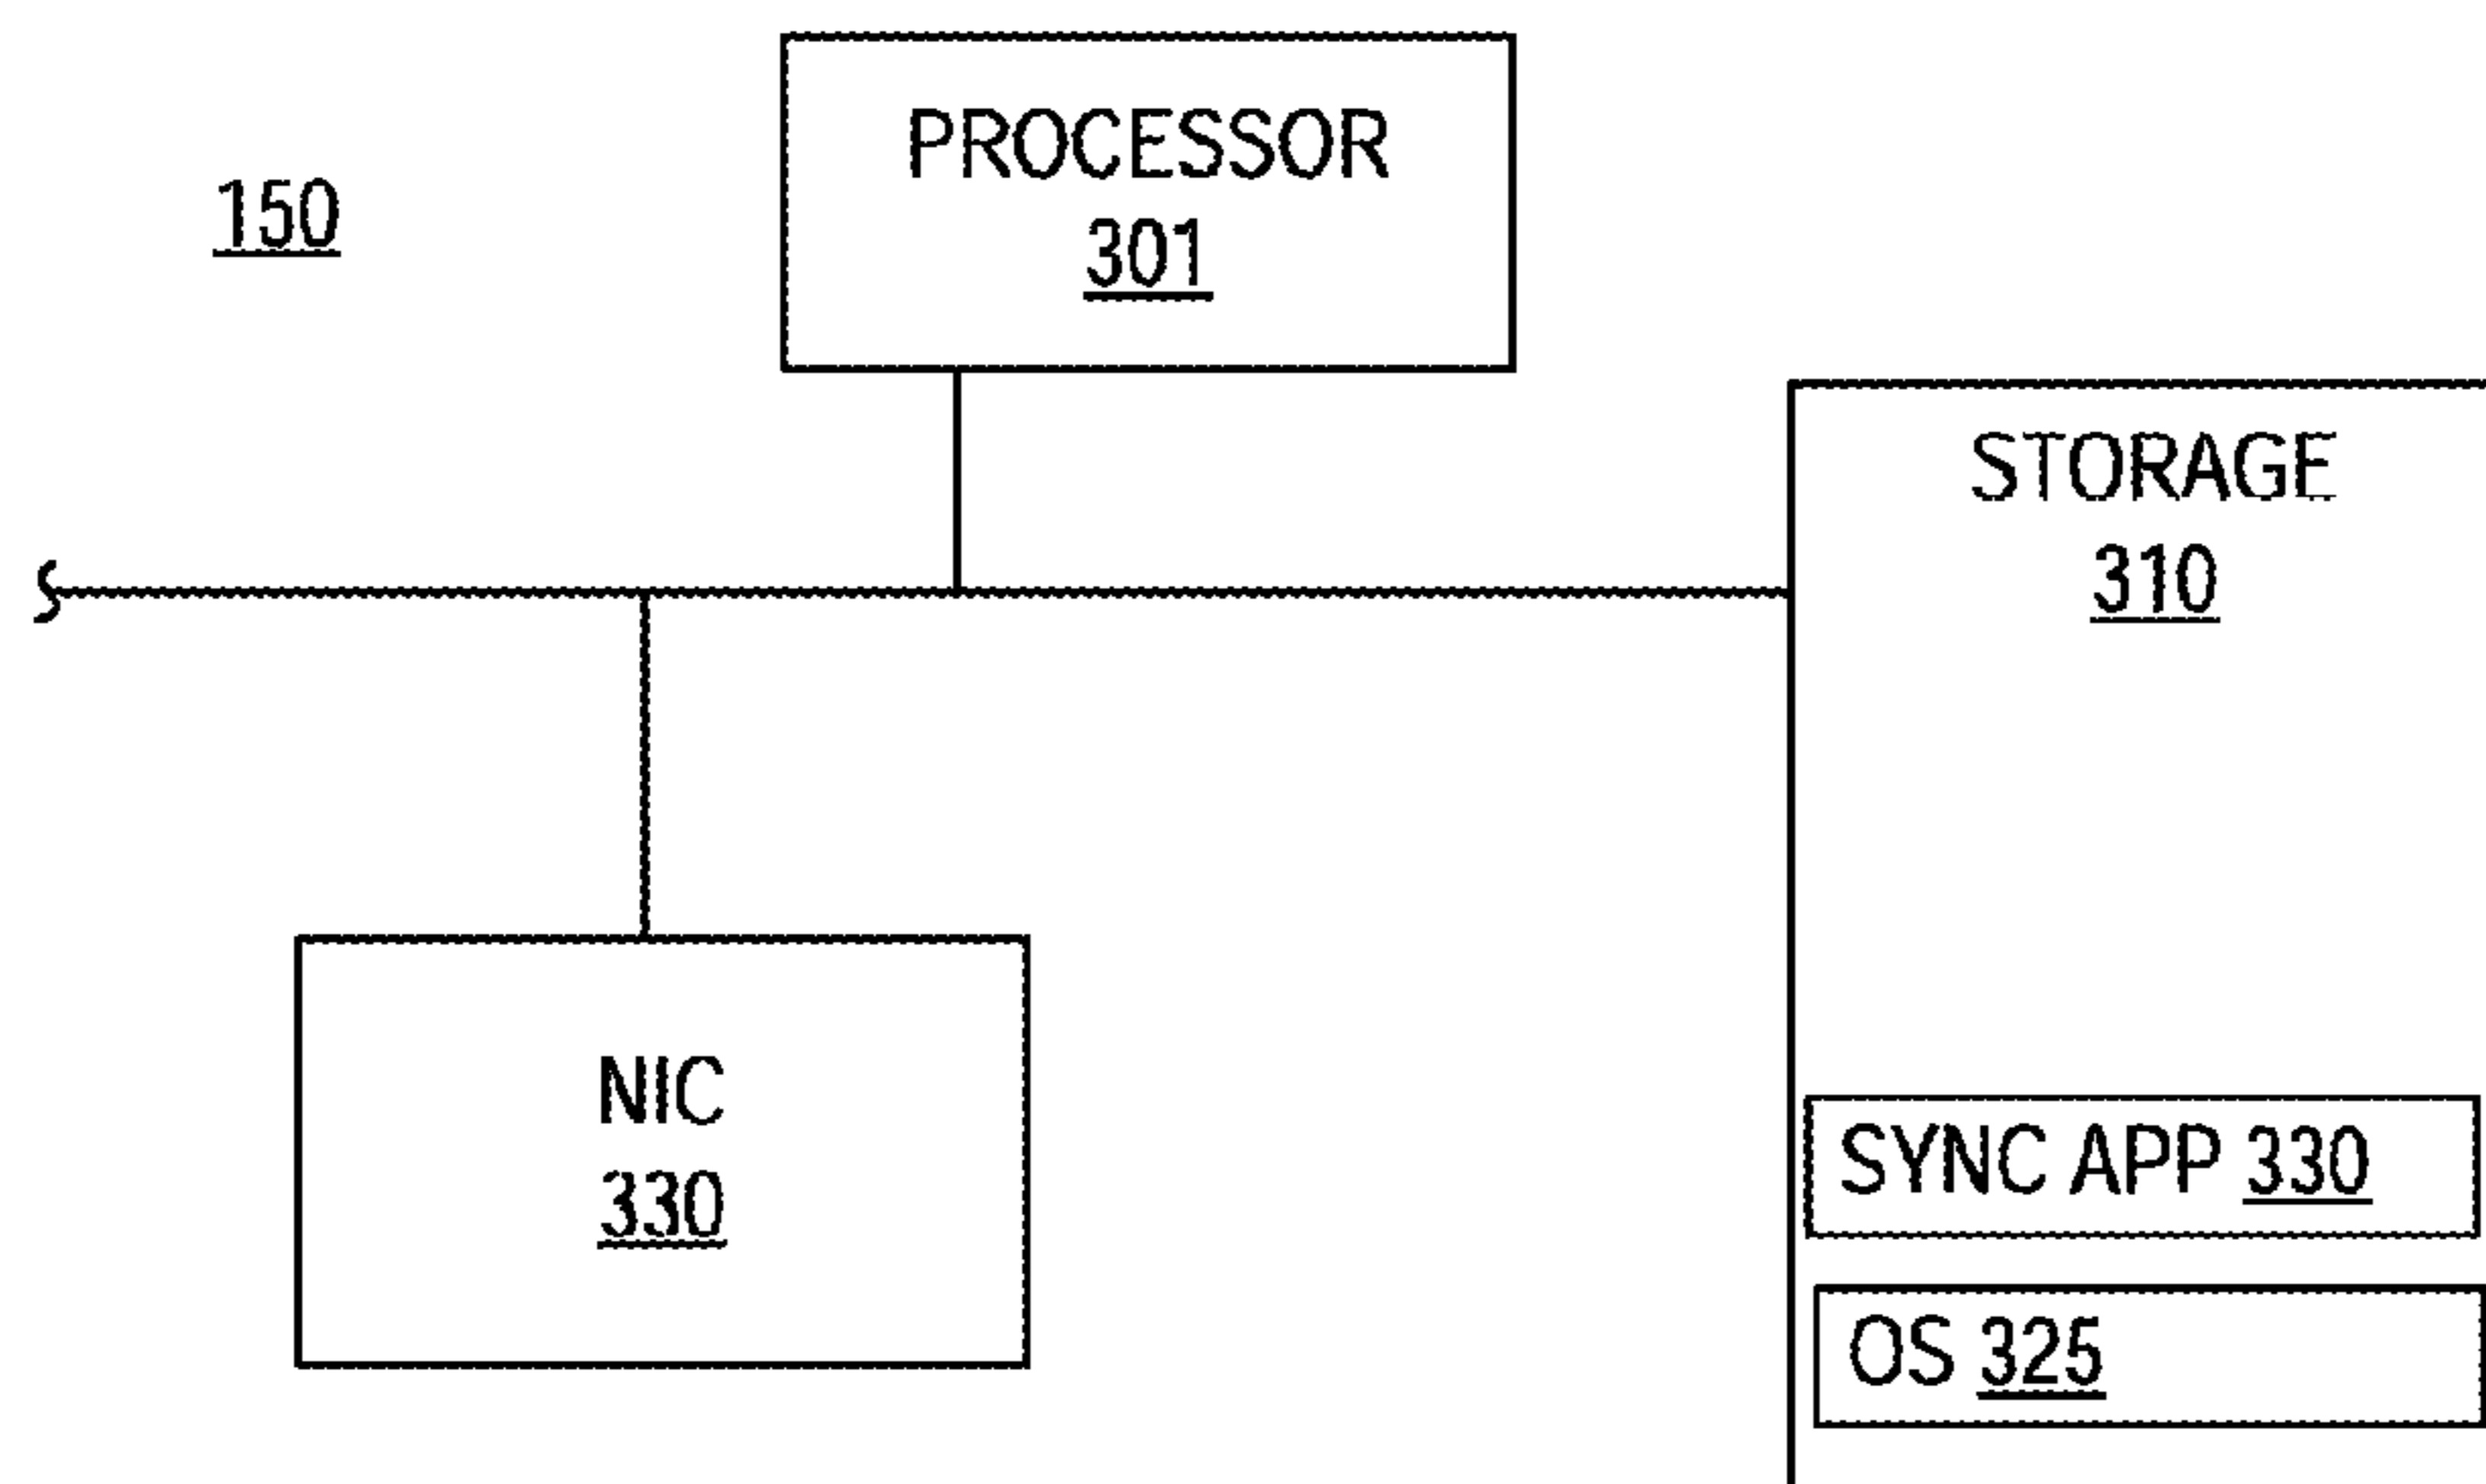 150
PROCESSOR
301
STORAGE
310
NIC
330
SYNC APP 330
OS 325